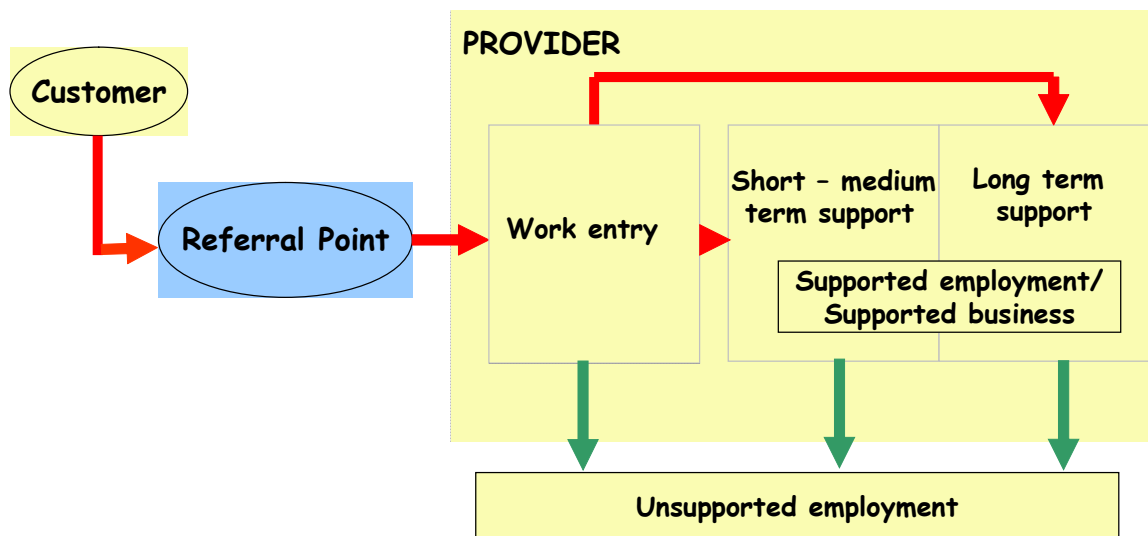 PROVIDER
Customer
Referral Point
Work entry
Short – medium
term support
Long term
support
Supported employment/
Supported business
Unsupported employment